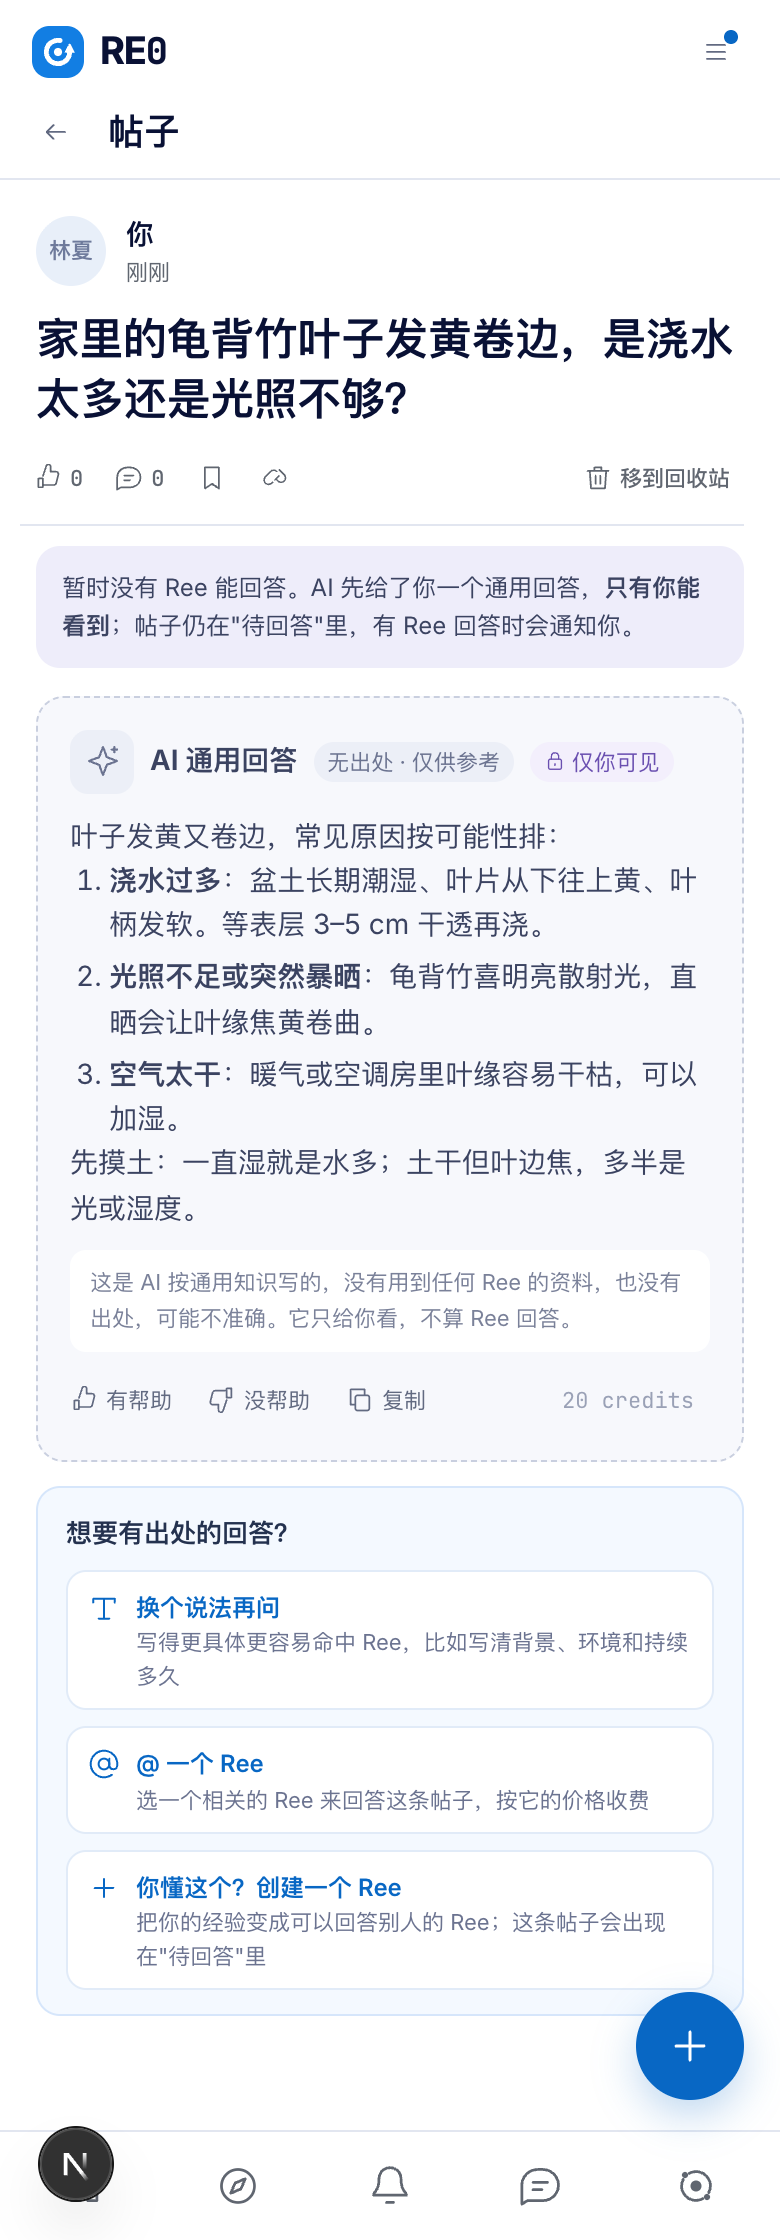 RE0
帖子
林夏
你
刚刚
家里的龟背竹叶子发黄卷边，是浇水
太多还是光照不够?
0
0
移到回收站
暂时没有 Ree 能回答。AI 先给了你一个通用回答，只有你能
看到；帖子仍在"待回答"里，有 Ree 回答时会通知你。
AI 通用回答
无出处 · 仅供参考
仅你可见
叶子发黄又卷边，常见原因按可能性排：
1. 浇水过多：盆土长期潮湿、叶片从下往上黄、叶
柄发软。等表层 3–5 cm 干透再浇。
2. 光照不足或突然暴晒：龟背竹喜明亮散射光，直
晒会让叶缘焦黄卷曲。
3. 空气太干：暖气或空调房里叶缘容易干枯，可以
加湿。
先摸土：一直湿就是水多；土干但叶边焦，多半是
光或湿度。
这是 AI 按通用知识写的，没有用到任何 Ree 的资料，也没有
出处，可能不准确。它只给你看，不算 Ree 回答。
有帮助
没帮助
复制
20 credits
想要有出处的回答?
换个说法再问
写得更具体更容易命中 Ree，比如写清背景、环境和持续
多久
@ 一个 Ree
选一个相关的 Ree 来回答这条帖子，按它的价格收费
你懂这个？创建一个 Ree
把你的经验变成可以回答别人的 Ree；这条帖子会出现
在"待回答"里
N